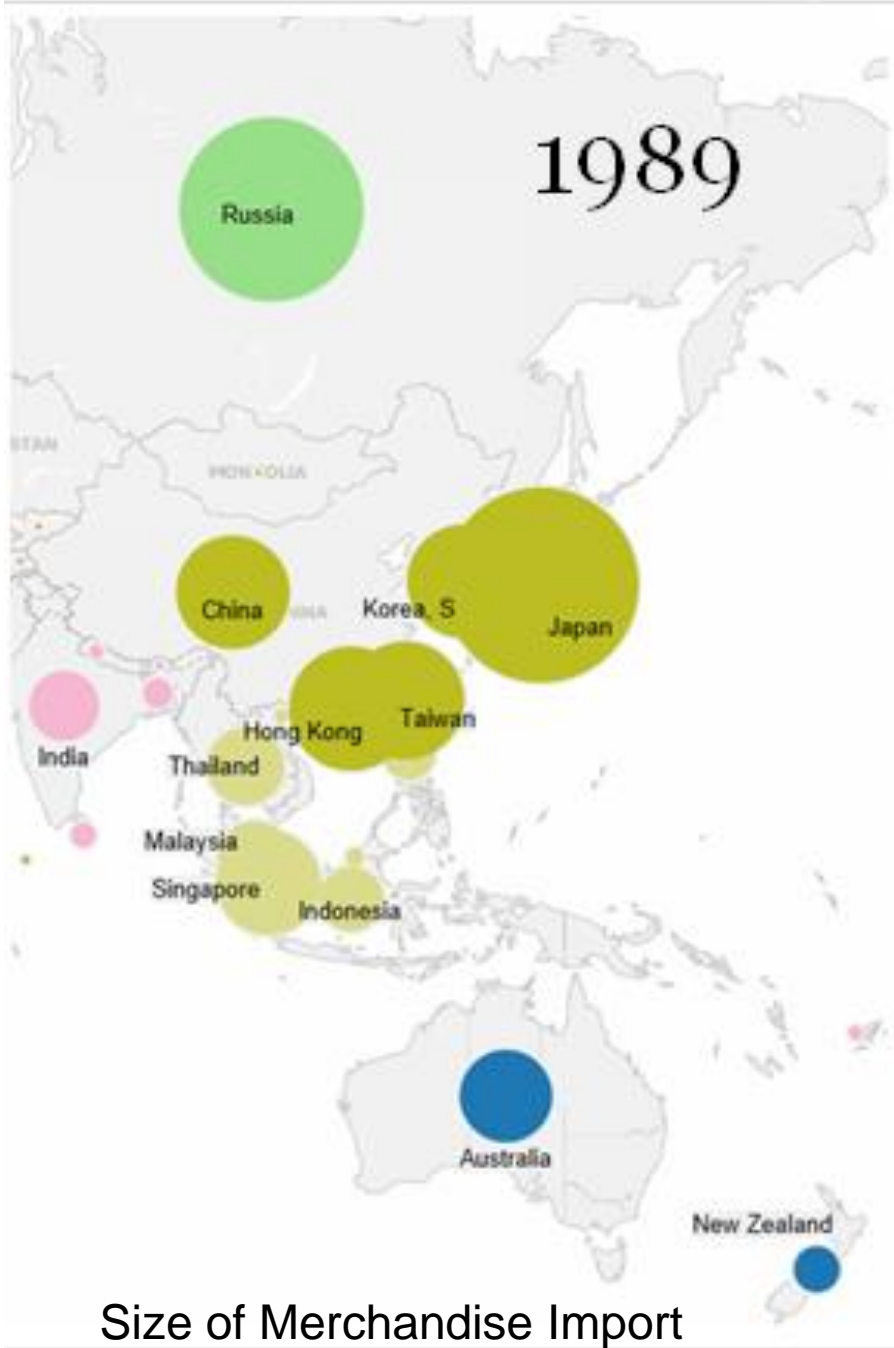 1989
Russia
STAN
MONGOLIA
China
Korea, S
Japan
Hong Kong
Taiwan
India
Thailand
Malaysia
Singapore
Indonesia
Australia
New Zealand
Size of Merchandise Import